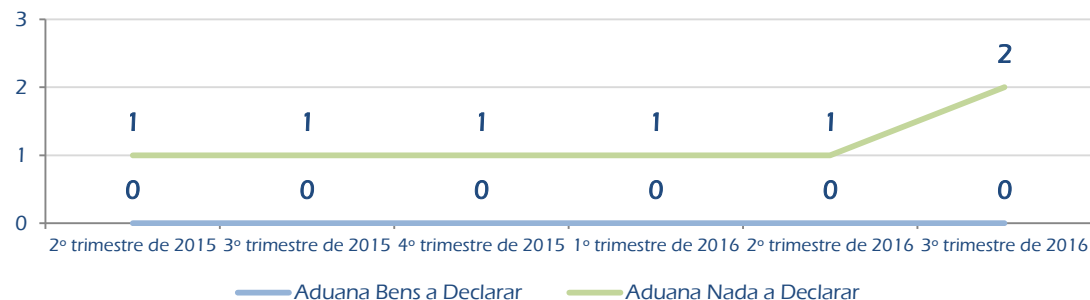 3
2
2
1 1 1 1 1
1
0 0 0 0 0 0
0
2º trimestre de 2015 3º trimestre de 2015 4º trimestre de 2015 1º trimestre de 2016 2º trimestre de 2016 3º trimestre de 2016
Aduana Bens a Declarar Aduana Nada a Declarar